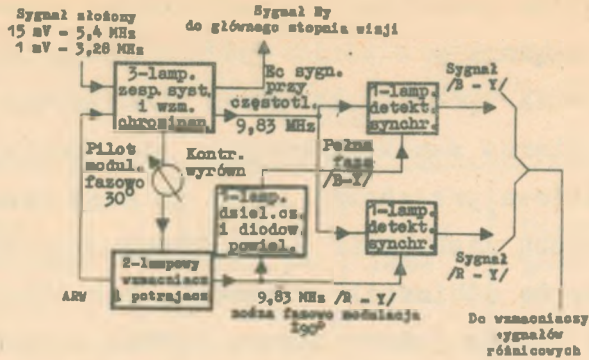 Sygnał złożony
15 mV - 5,4 MHz
1 mV - 3,28 MHz
Sygnał Ey
do głównego stopnia wizji
3-lamp.
zesp. syst.
i wzm.
chrominan.
Ec sygn.
przy
częstotl.
9,83 MHz
1-lamp.
detekt.
synchr.
Sygnał
/B - Y/
Pilot
modul.
fazowo
30°
Kontr.
wyrówn
Pełna
faza
/B-Y/
1-lamp.
dziel.cz.
i diodow.
powiel.
1-lamp.
detekt.
synchr.
Sygnał
/R - Y/
2-lampowy
wzmacniacz
i potrajacz
ARW
9,83 MHz /R - Y/
fazowo modulacja
±90°
Do wzmacniaczy
sygnałów
różnicowych